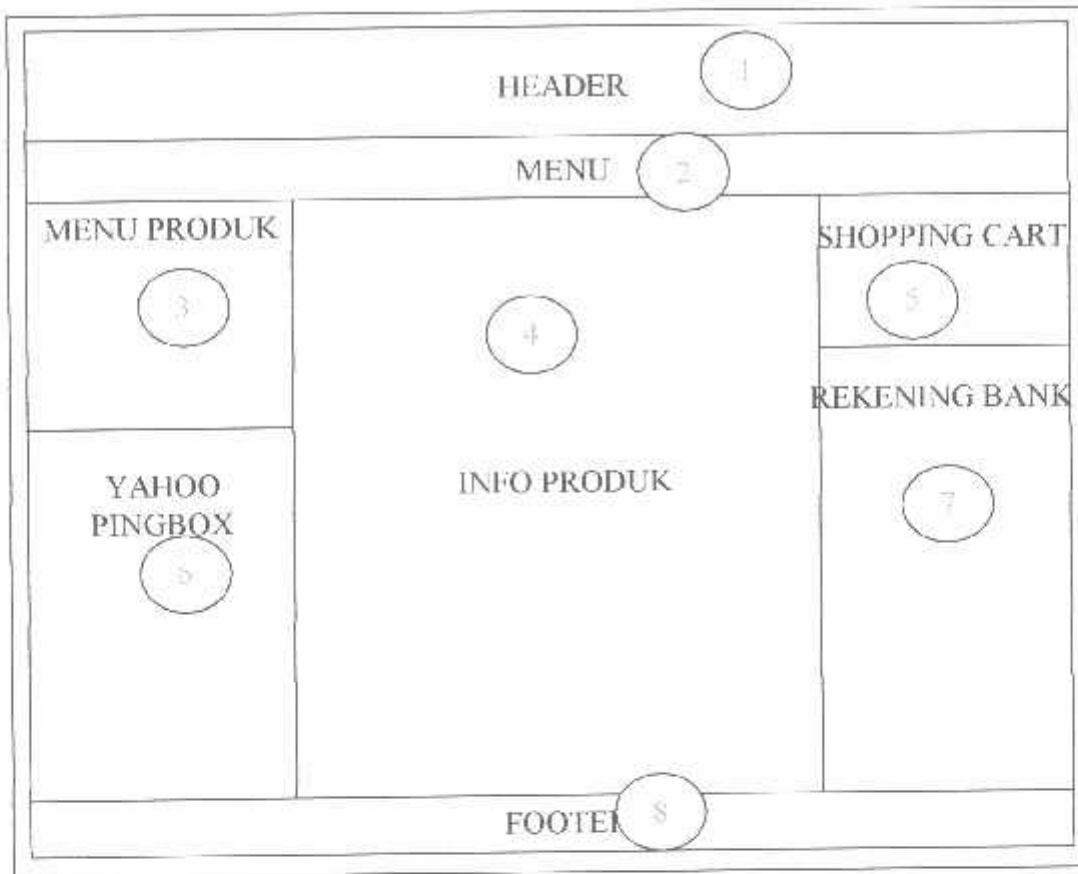 HEADER
1
MENU
2
MENU PRODUK
3
4
INFO PRODUK
SHOPPING CART
5
YAHOO
PINGBOX
6
REKENING BANK
7
FOOTER
8